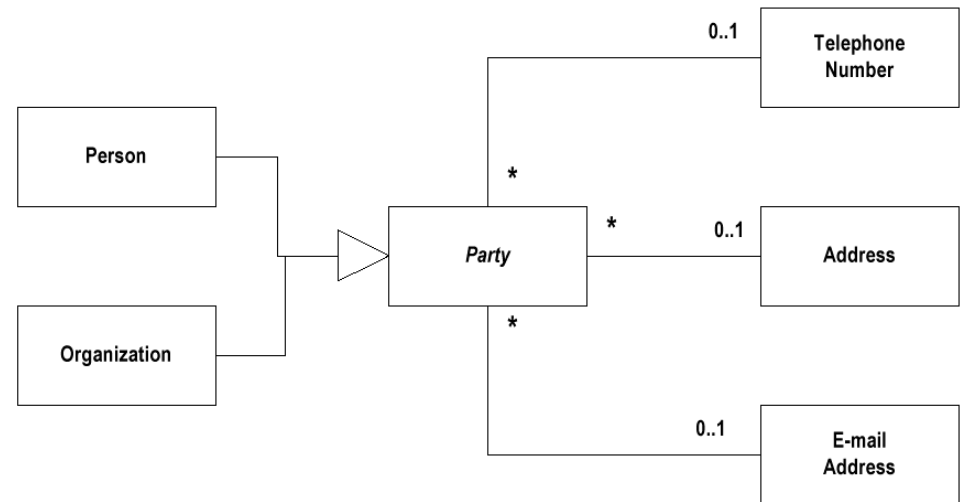 0..1
Telephone
Number
Person
*
*
0..1
Party
Address
Organization
*
0..1
E-mail
Address